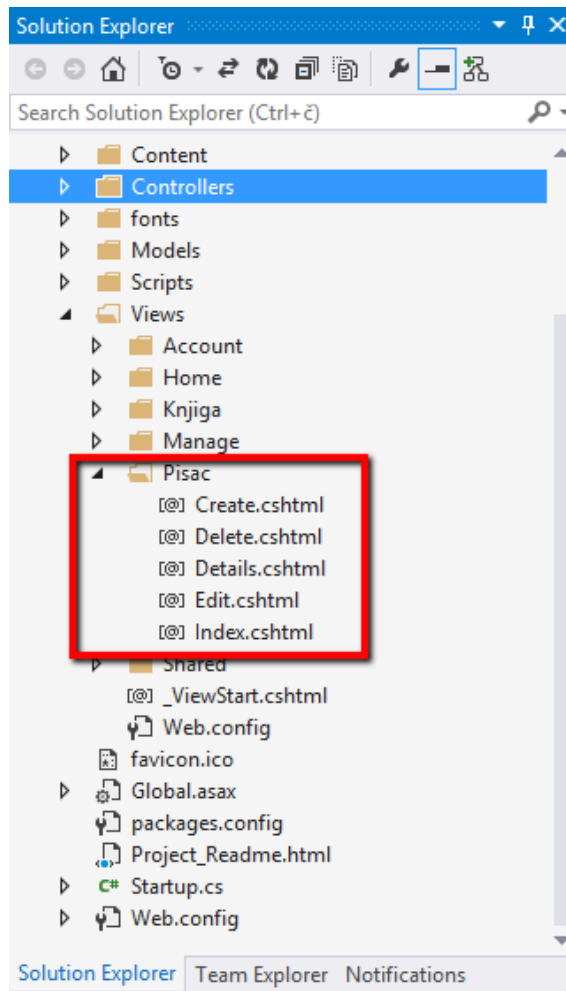 Solution Explorer
Search Solution Explorer (Ctrl+č)
Content
Controllers
fonts
Models
Scripts
Views
Account
Home
Knjiga
Manage
Pisac
[@] Create.cshtml
[@] Delete.cshtml
[@] Details.cshtml
[@] Edit.cshtml
[@] Index.cshtml
Shared
[@] _ViewStart.cshtml
Web.config
favicon.ico
Global.asax
packages.config
Project_Readme.html
C# Startup.cs
Web.config
Solution Explorer Team Explorer Notifications